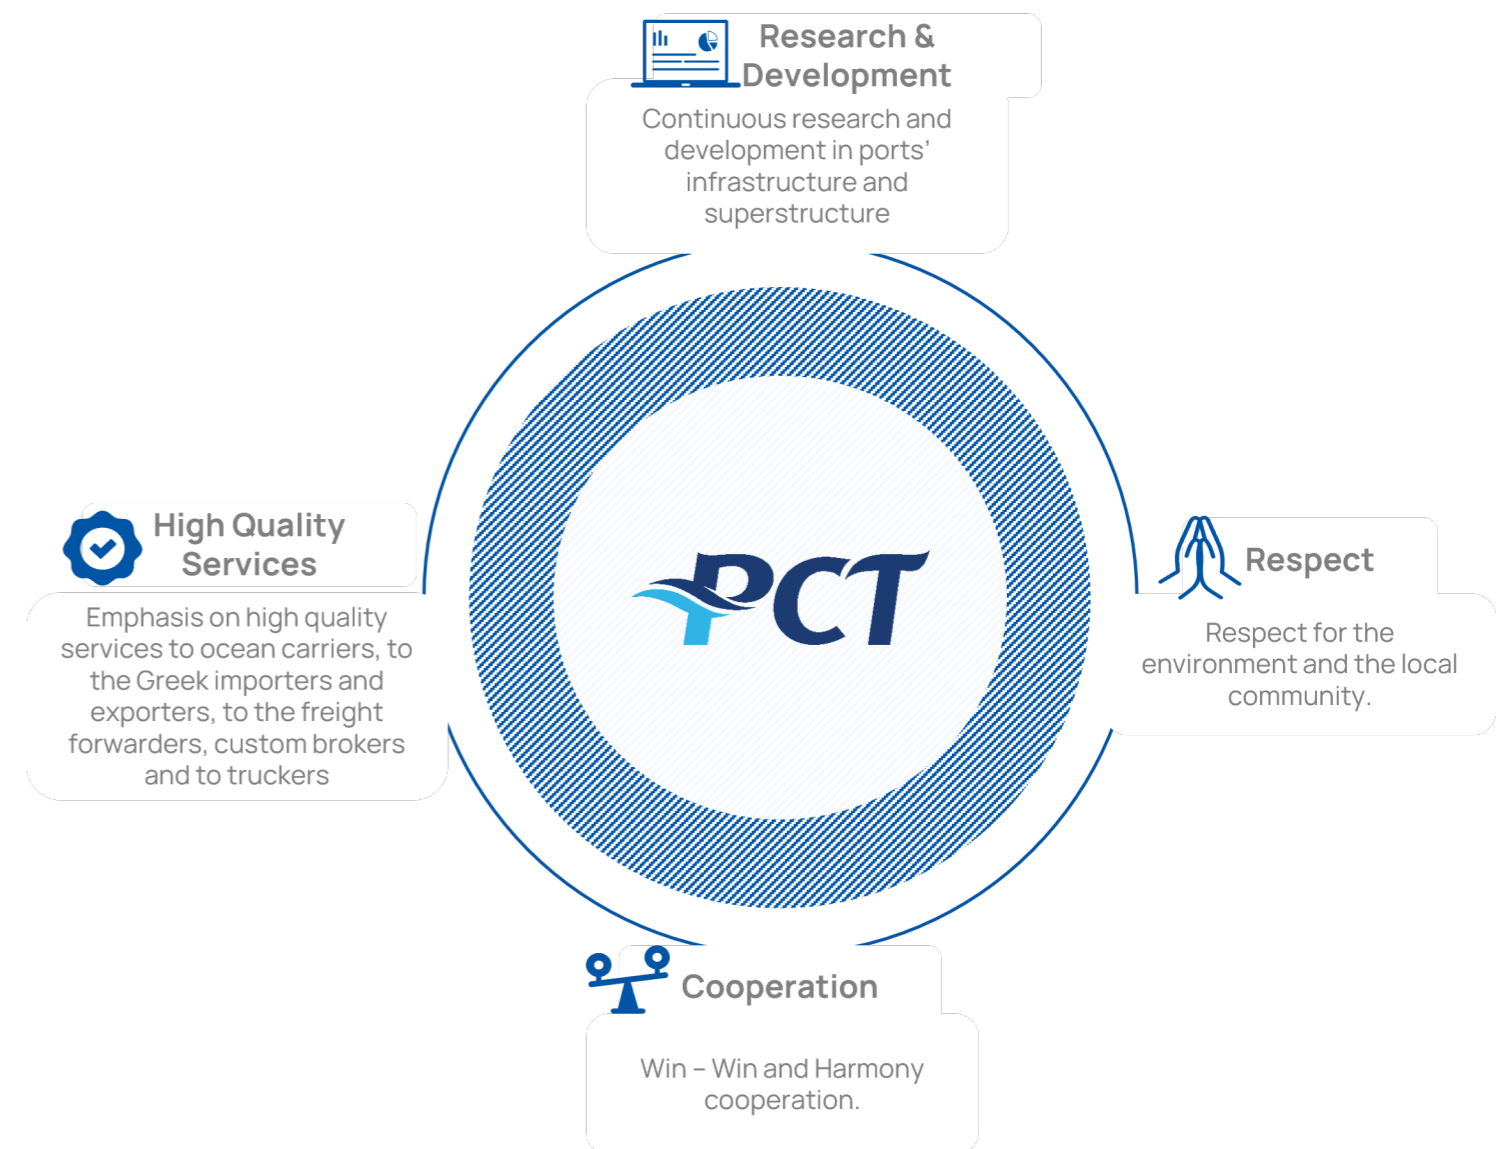 Research &
Development
Continuous research and
development in ports’
infrastructure and
superstructure
High Quality
Services
Emphasis on high quality
services to ocean carriers, to
the Greek importers and
exporters, to the freight
forwarders, custom brokers
and to truckers
PCT
Respect
Respect for the
environment and the local
community.
Cooperation
Win – Win and Harmony
cooperation.